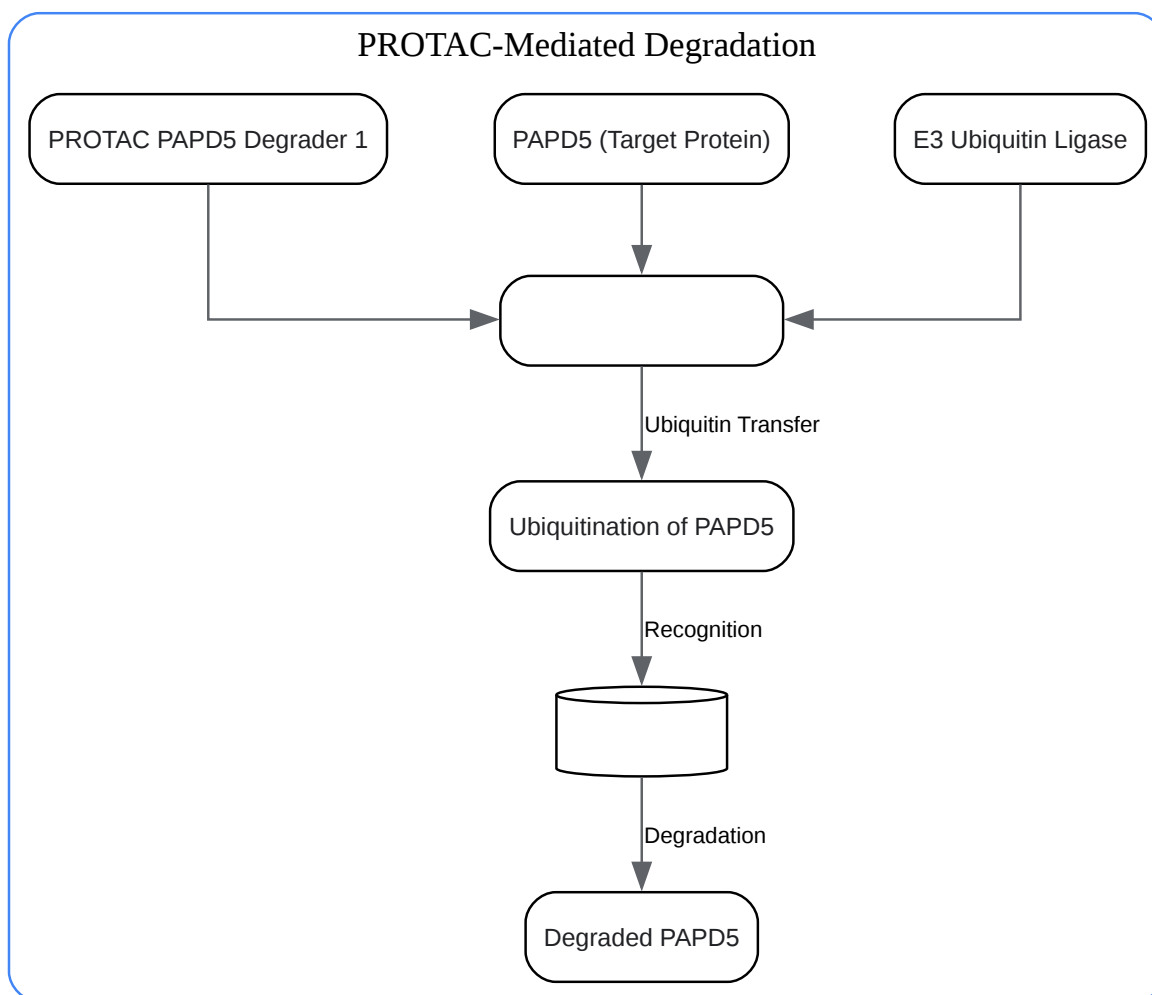 PROTAC-Mediated Degradation
PROTAC PAPD5 Degrader 1
PAPD5 (Target Protein)
E3 Ubiquitin Ligase
Ubiquitin Transfer
Ubiquitination of PAPD5
Recognition
Degradation
Degraded PAPD5